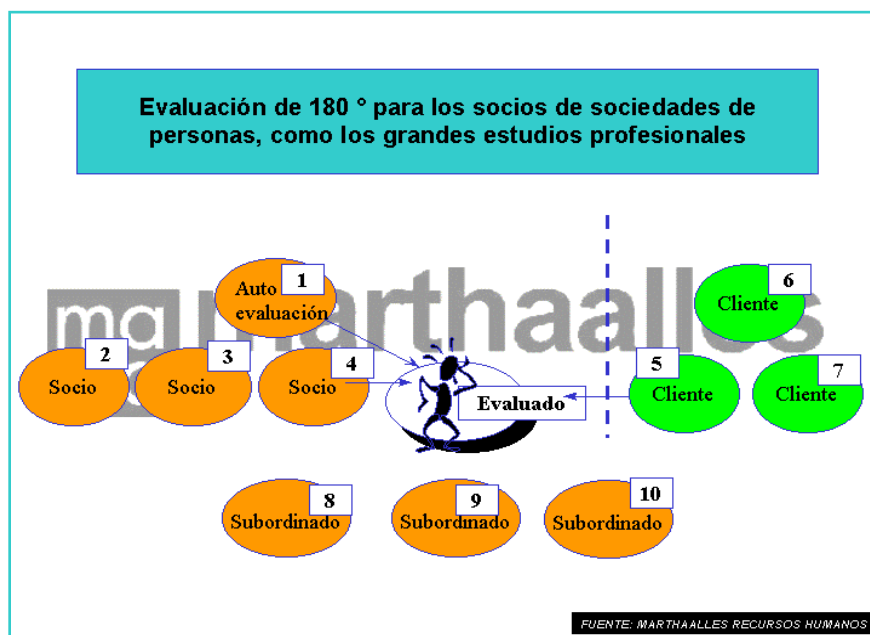 Evaluación de 180 ° para los socios de sociedades de
personas, como los grandes estudios profesionales
marthaalles
ma
1
Auto
evaluación
6
Cliente
2
Socio
3
Socio
4
Socio
Evaluado
5
Cliente
7
Cliente
8
Subordinado
9
Subordinado
10
Subordinado
FUENTE: MARTHAALLES RECURSOS HUMANOS